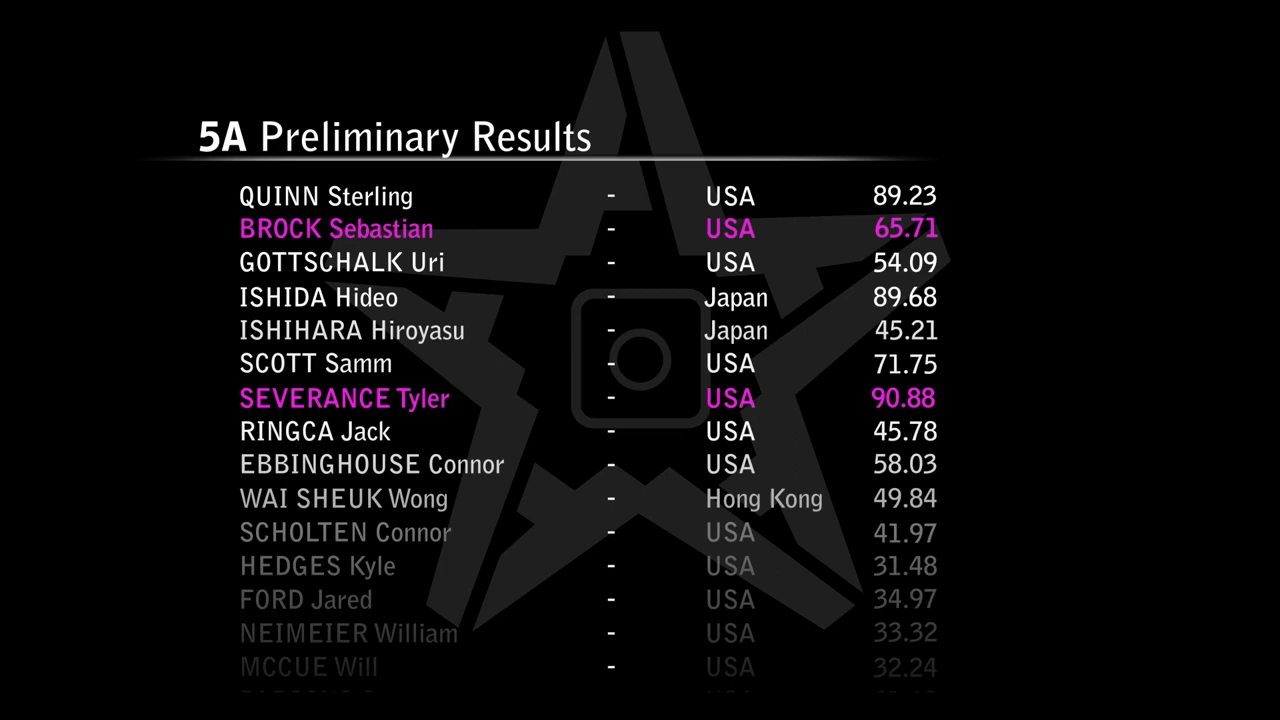 5A Preliminary Results
QUINN Sterling - USA 89.23
BROCK Sebastian - USA 65.71
GOTTSCHALK Uri - USA 54.09
ISHIDA Hideo - Japan 89.68
ISHIHARA Hiroyasu - Japan 45.21
SCOTT Samm - USA 71.75
SEVERANCE Tyler - USA 90.88
RINGCA Jack - USA 45.78
EBBINGHOUSE Connor - USA 58.03
WAI SHEUK Wong - Hong Kong 49.84
SCHOLTEN Connor - USA 41.97
HEDGES Kyle - USA 31.48
FORD Jared - USA 34.97
NEIMEIER William - USA 33.32
MCCUE Will - USA 32.24